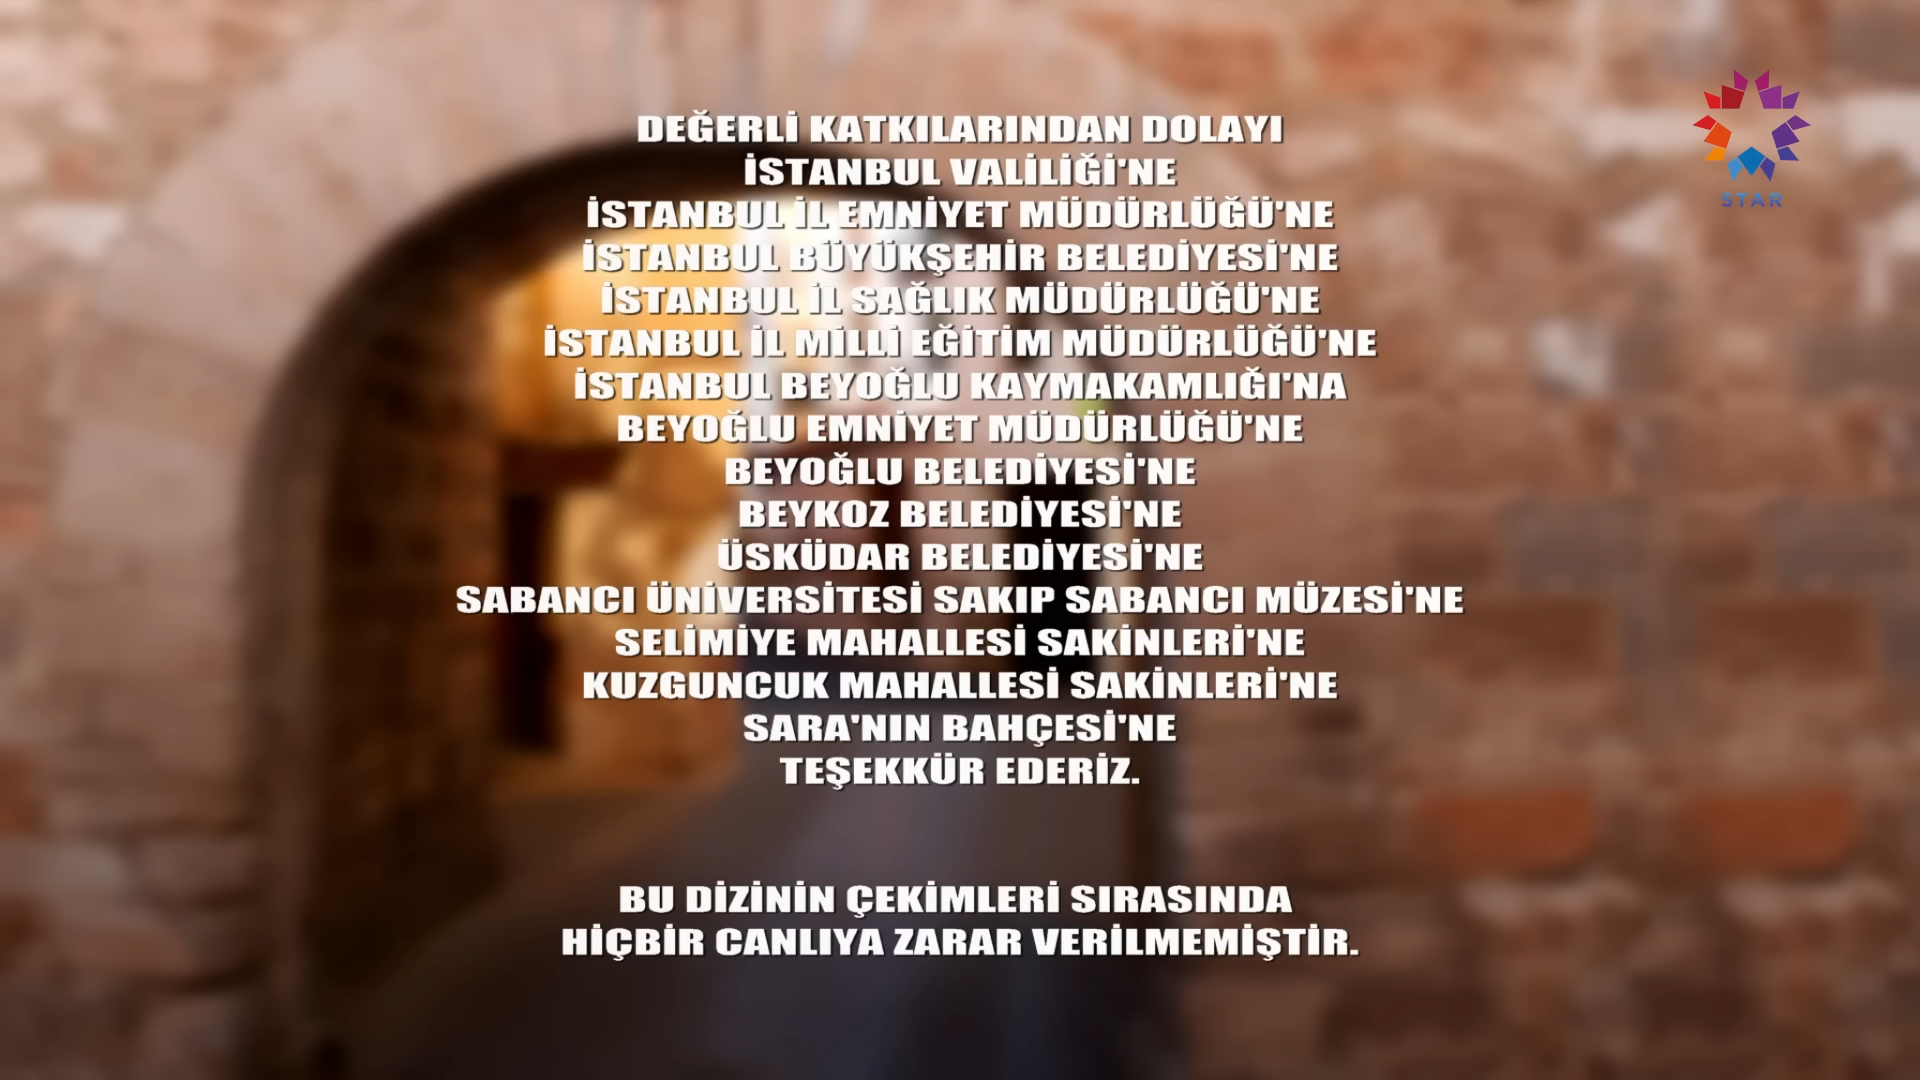 DEĞERLİ KATKILARINDAN DOLAYI
İSTANBUL VALİLİĞİ'NE
İSTANBUL İL EMNİYET MÜDÜRLÜĞÜ'NE
İSTANBUL BÜYÜKŞEHİR BELEDİYESİ'NE
İSTANBUL İL SAĞLIK MÜDÜRLÜĞÜ'NE
İSTANBUL İL MİLLİ EĞİTİM MÜDÜRLÜĞÜ'NE
İSTANBUL BEYOĞLU KAYMAKAMLIĞI'NA
BEYOĞLU EMNİYET MÜDÜRLÜĞÜ'NE
BEYOĞLU BELEDİYESİ'NE
BEYKOZ BELEDİYESİ'NE
ÜSKÜDAR BELEDİYESİ'NE
SABANCI ÜNİVERSİTESİ SAKIP SABANCI MÜZESİ'NE
SELİMİYE MAHALLESİ SAKİNLERİ'NE
KUZGUNCUK MAHALLESİ SAKİNLERİ'NE
SARA'NIN BAHÇESİ'NE
TEŞEKKÜR EDERİZ.
BU DİZİNİN ÇEKİMLERİ SIRASINDA
HİÇBİR CANLIYA ZARAR VERİLMEMİŞTİR.
STAR